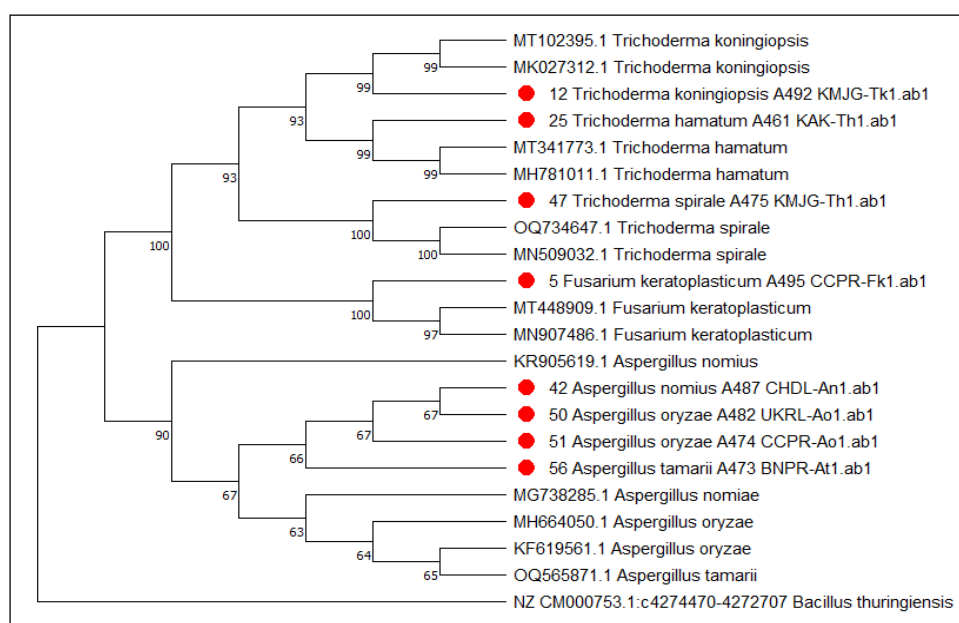 MT102395.1 Trichoderma koningiopsis
MK027312.1 Trichoderma koningiopsis
99
12 Trichoderma koningiopsis A492 KMJG-Tk1.ab1
99
25 Trichoderma hamatum A461 KAK-Th1.ab1
93
MT341773.1 Trichoderma hamatum
99
MH781011.1 Trichoderma hamatum
99
93
47 Trichoderma spirale A475 KMJG-Th1.ab1
OQ734647.1 Trichoderma spirale
100
100
MN509032.1 Trichoderma spirale
100
5 Fusarium keratoplasticum A495 CCPR-Fk1.ab1
MT448909.1 Fusarium keratoplasticum
100
MN907486.1 Fusarium keratoplasticum
97
KR905619.1 Aspergillus nomius
42 Aspergillus nomius A487 CHDL-An1.ab1
50 Aspergillus oryzae A482 UKRL-Ao1.ab1
67
90
51 Aspergillus oryzae A474 CCPR-Ao1.ab1
67
66
56 Aspergillus tamarii A473 BNPR-At1.ab1
67
MG738285.1 Aspergillus nomiae
MH664050.1 Aspergillus oryzae
63
KF619561.1 Aspergillus oryzae
64
OQ565871.1 Aspergillus tamarii
65
NZ CM000753.1:c4274470-4272707 Bacillus thuringiensis